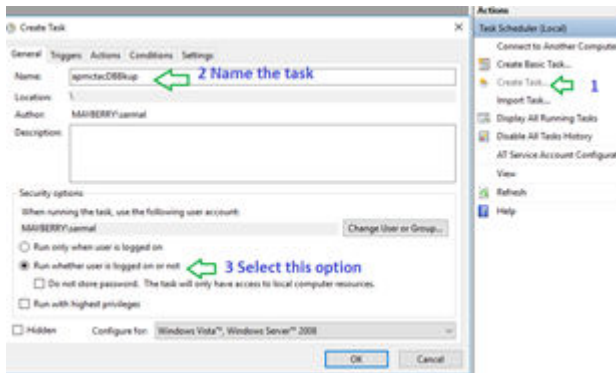 Create Task
General Triggers Actions Conditions Settings
Name: apmctacDBBkup
2 Name the task
Location: \
Author: MAYBERRY\sarmal
Description:
Security options
When running the task, use the following user account:
MAYBERRY\sarmal
Change User or Group...
Run only when user is logged on
Run whether user is logged on or not
3 Select this option
Do not store password. The task will only have access to local computer resources.
Run with highest privileges
Hidden
Configure for: Windows Vista™, Windows Server™ 2008
OK Cancel
Actions
Task Scheduler (Local)
Connect to Another Compute
Create Basic Task...
Create Task...
1
Import Task...
Display All Running Tasks
Disable All Tasks History
AT Service Account Configurat
View
Refresh
Help